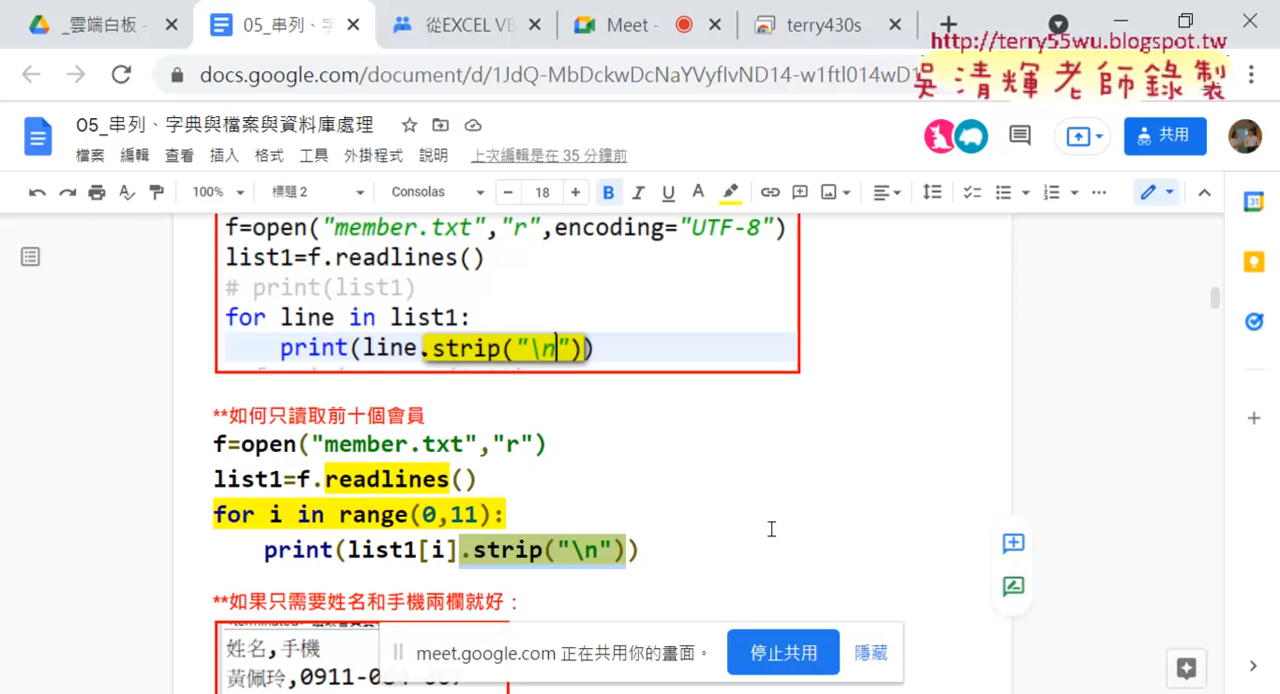 _雲端白板 -
05_串列、字
從EXCEL VB
Meet -
terry430s
http://terry55wu.blogspot.tw
docs.google.com/document/d/1JdQ-MbDckwDcNaYVyfIvND14-w1ftl014wD1
吳清輝老師錄製
05_串列、字典與檔案與資料庫處理
共用
檔案 編輯 查看 插入 格式 工具 外掛程式 說明 上次編輯是在 35 分鐘前
100% 標題 2 Consolas 18 B I U A
31
f=open("member.txt","r",encoding="UTF-8")
list1=f.readlines()
# print(list1)
for line in list1:
print(line.strip("\n"))
**如何只讀取前十個會員
f=open("member.txt","r")
list1=f.readlines()
for i in range(0,11):
print(list1[i].strip("\n"))
**如果只需要姓名和手機兩欄就好：
姓名,手機
meet.google.com 正在共用你的畫面。 停止共用 隱藏
黃佩玲,0911-